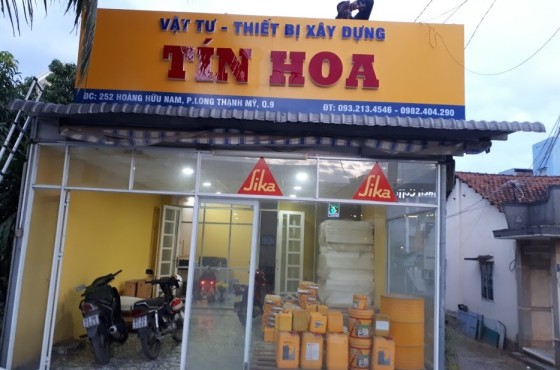 VẬT TƯ - THIẾT BỊ XÂY DỰNG
TÍN HOA
ĐC: 252 HOÀNG HỮU NAM, P.LONG THẠNH MỸ, Q.9
ĐT: 093.213.4546 - 0982.404.290
Sika
Sika